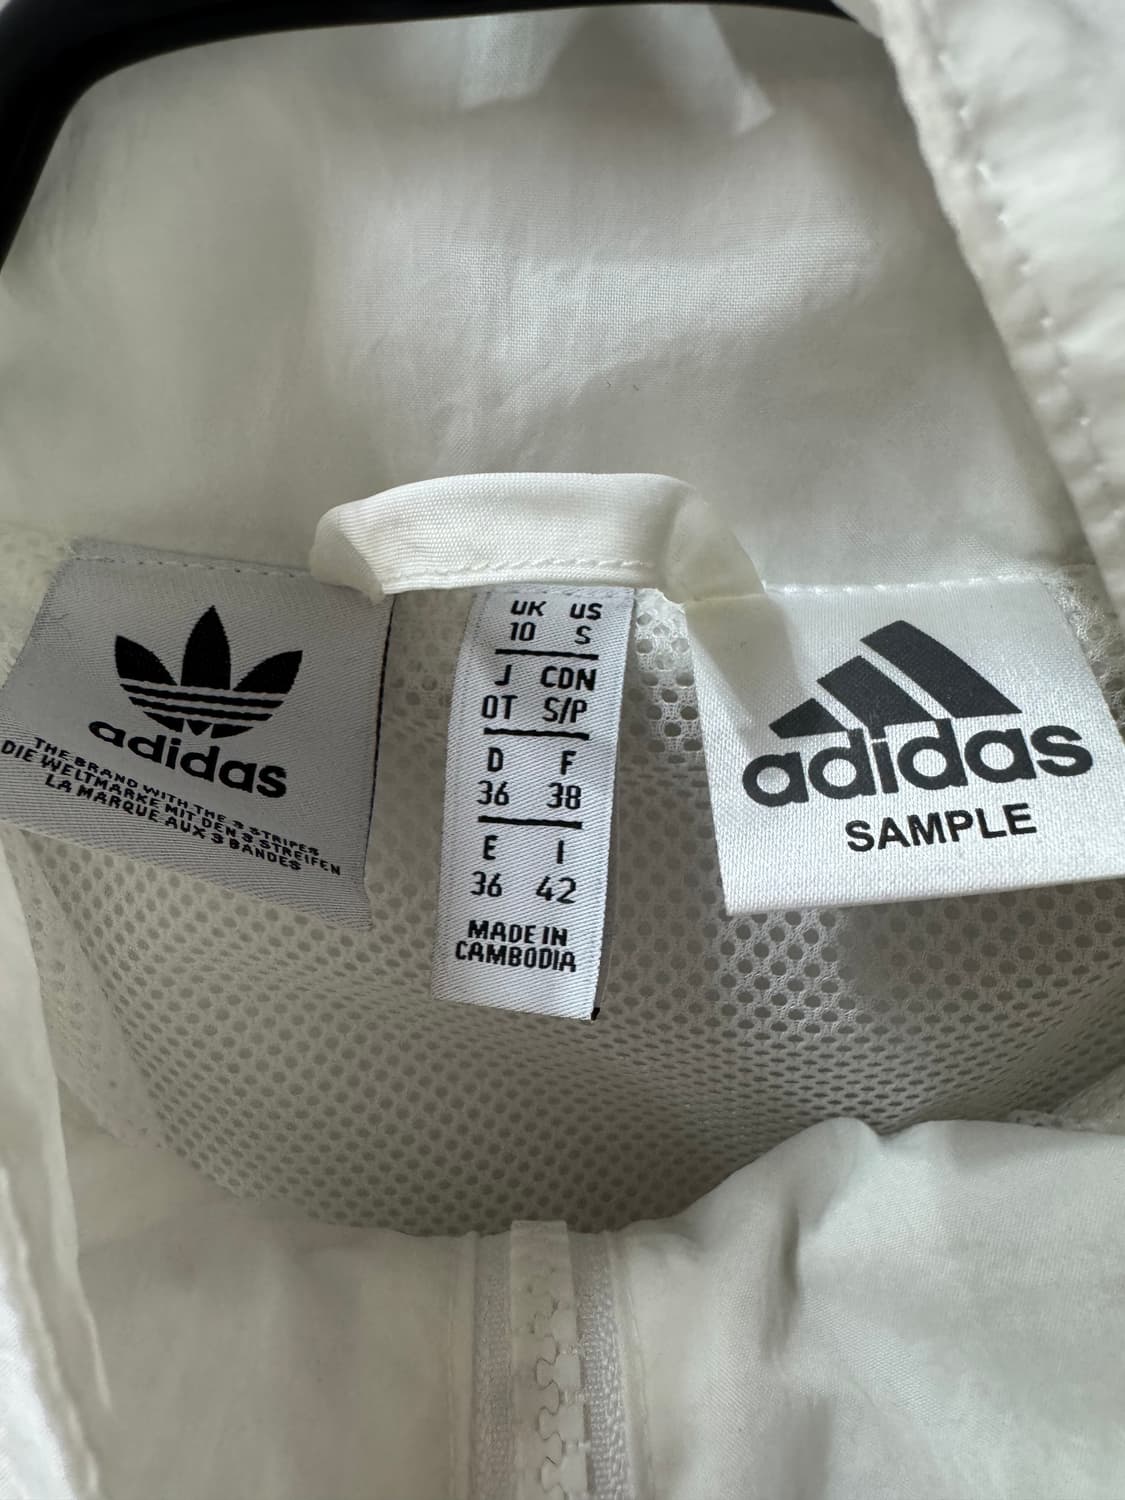 adidas
THE BRAND WITH THE 3 STRIPES
DIE WELTMARKE MIT DEN 3 STREIFEN
LA MARQUE AUX 3 BANDES
UK US
10 S
J CDN
OT S/P
D F
36 38
E I
36 42
MADE IN
CAMBODIA
adidas
SAMPLE